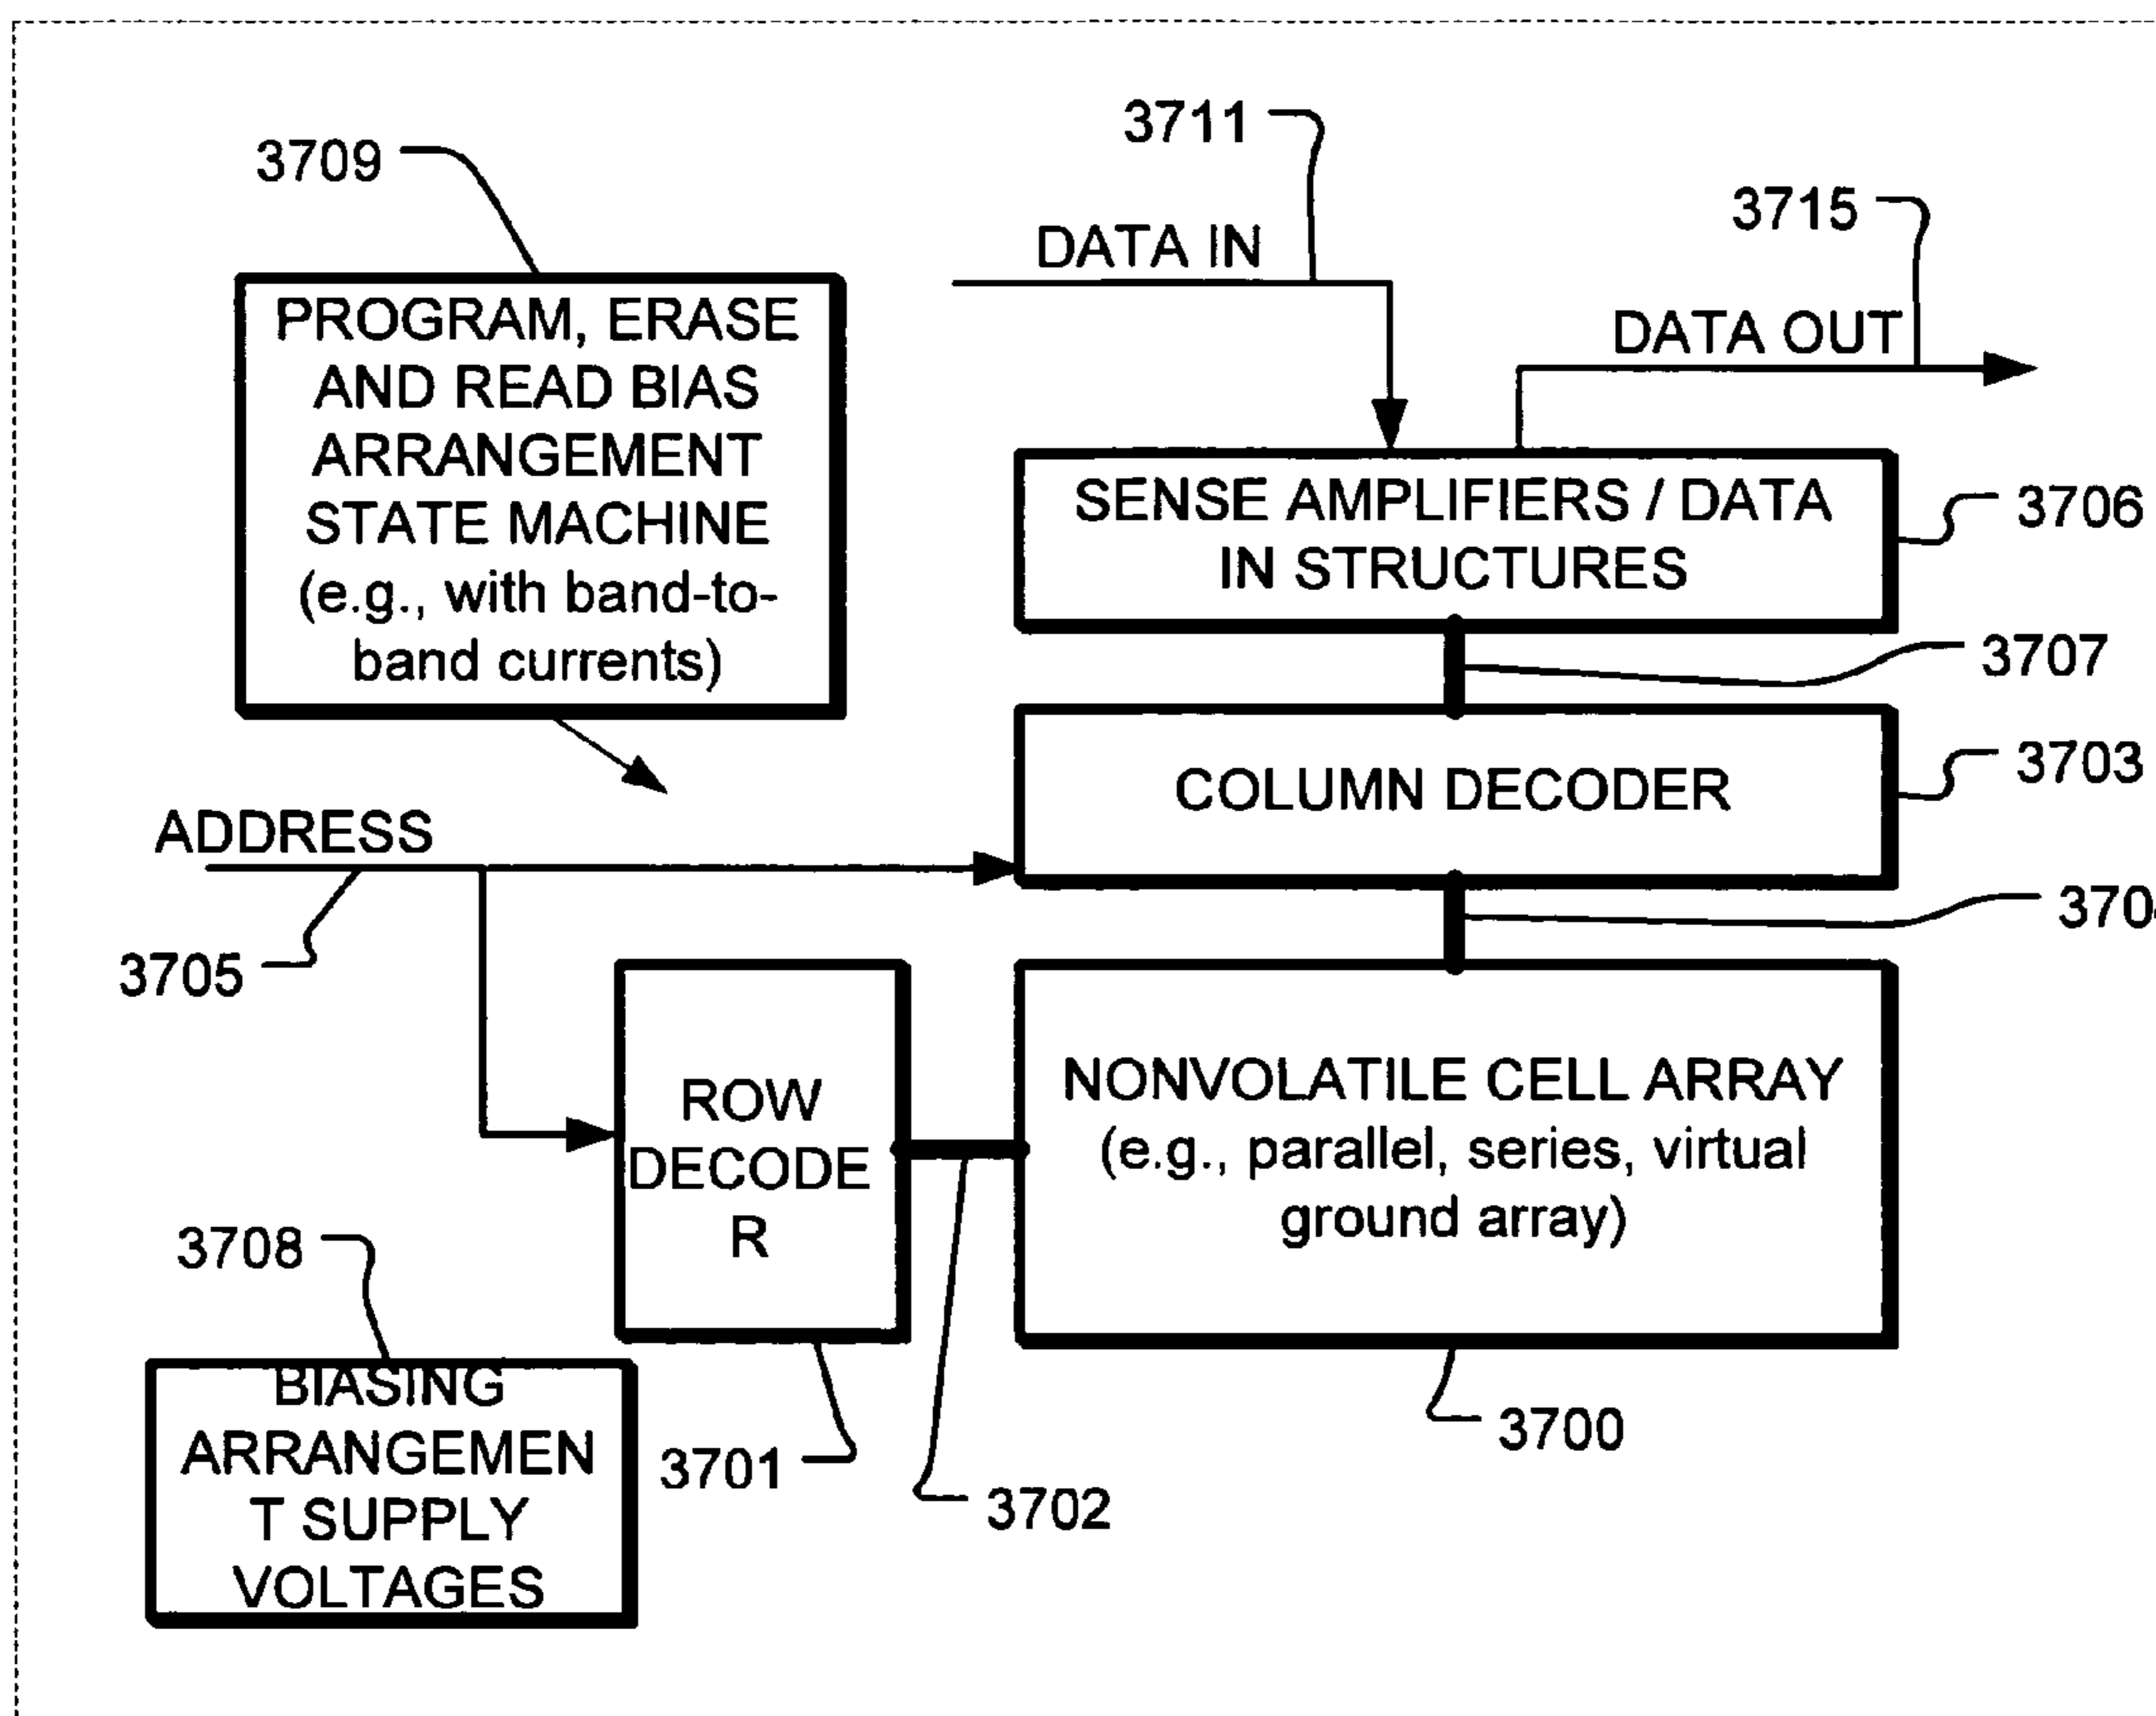 3711
3709
3715
DATA IN
PROGRAM, ERASE
AND READ BIAS
ARRANGEMENT
STATE MACHINE
(e.g., with band-to-
band currents)
DATA OUT
SENSE AMPLIFIERS / DATA
IN STRUCTURES
3706
3707
COLUMN DECODER
3703
ADDRESS
3705
ROW
DECODE
R
NONVOLATILE CELL ARRAY
(e.g., parallel, series, virtual
ground array)
3708
BIASING
ARRANGEMEN
T SUPPLY
VOLTAGES
3701
3702
3700